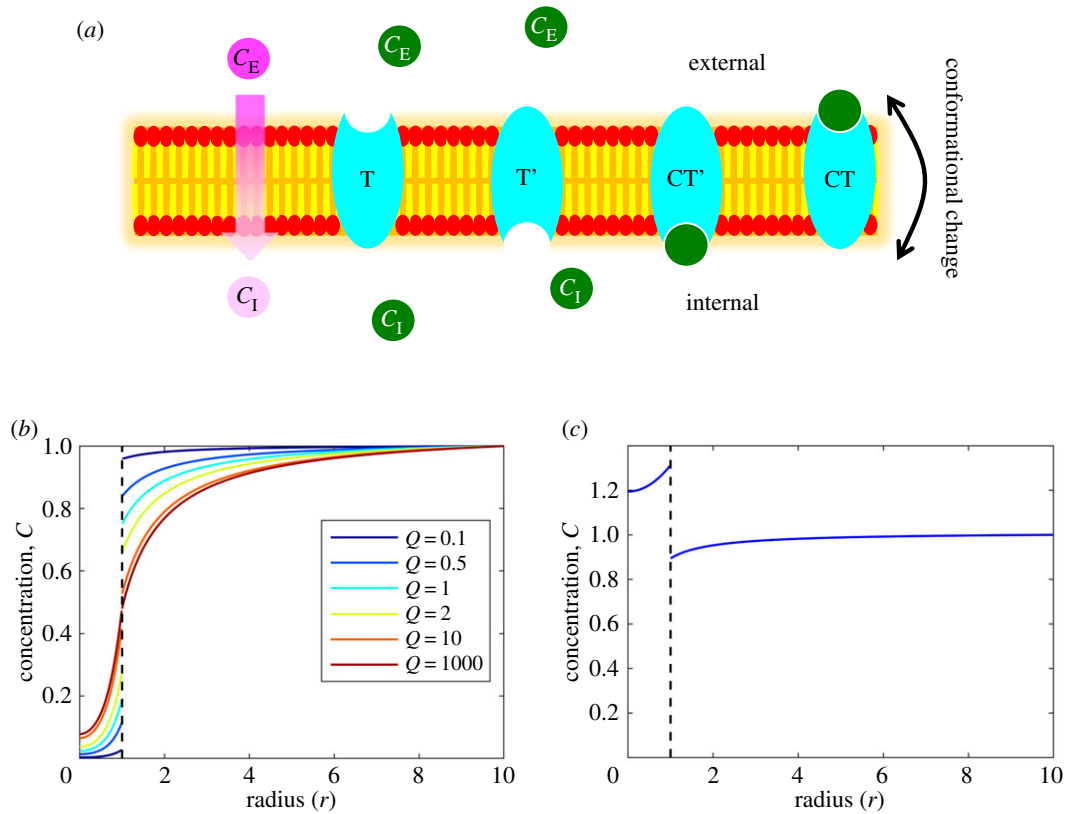 (a)
C_E
C_E
C_E
external
T
T'
CT'
CT
conformational change
C_I
C_I
C_I
internal
(b)
1.0
0.8
0.6
0.4
0.2
0
2
4
6
8
10
concentration, C
radius (r)
Q = 0.1
Q = 0.5
Q = 1
Q = 2
Q = 10
Q = 1000
(c)
1.2
1.0
0.8
0.6
0.4
0.2
0
2
4
6
8
10
concentration, C
radius (r)